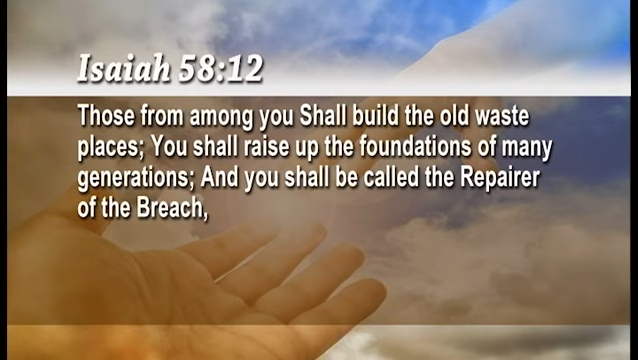 Isaiah 58:12
Those from among you Shall build the old waste
places; You shall raise up the foundations of many
generations; And you shall be called the Repairer
of the Breach,